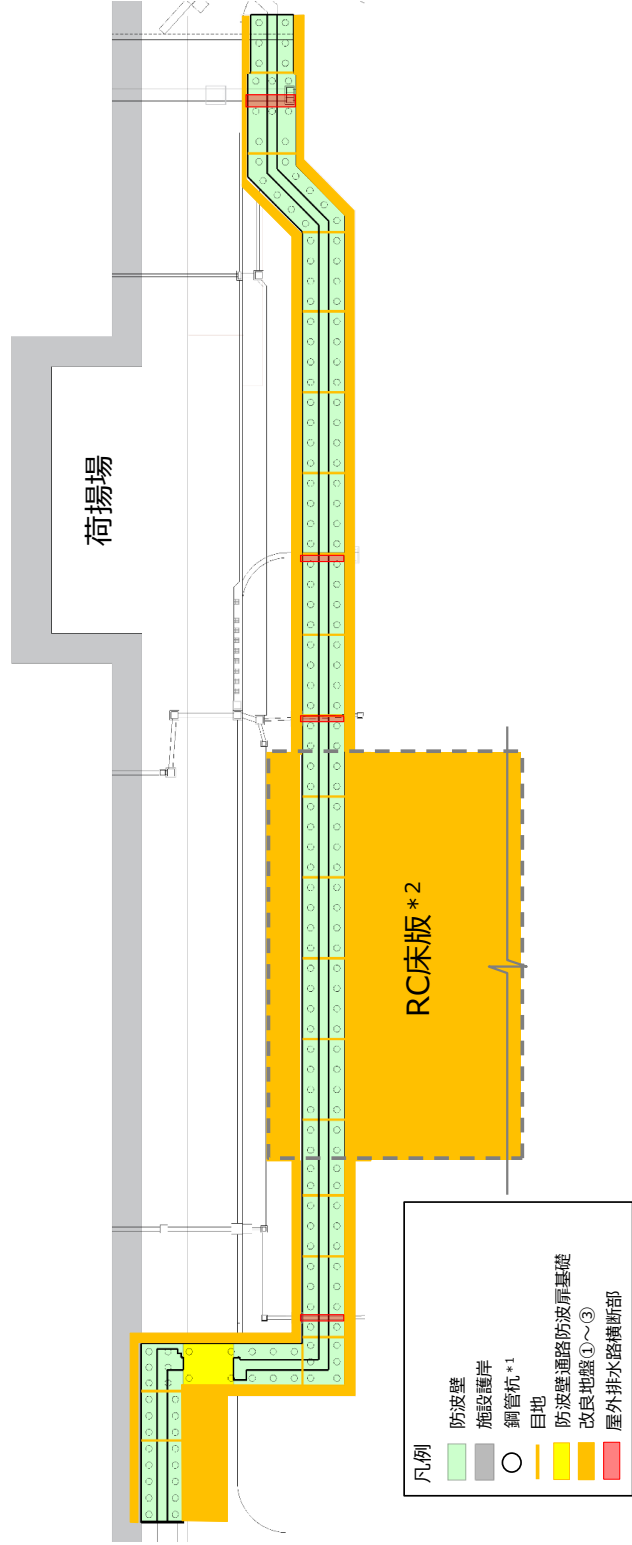 荷揚場
RC床版*2
凡例
防波壁
施設護岸
鋼管杭*1
目地
防波壁通路防波扉基礎
改良地盤①～③
屋外排水路横断部